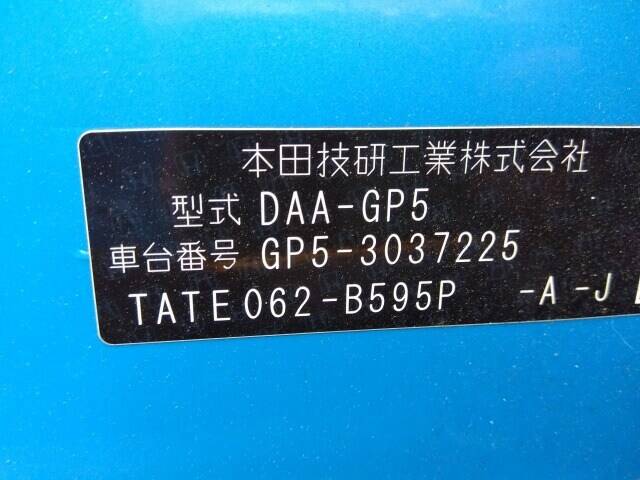 本田技研工業株式会社
型式 DAA-GP5
車台番号 GP5-3037225
TATE062-B595P -A -J